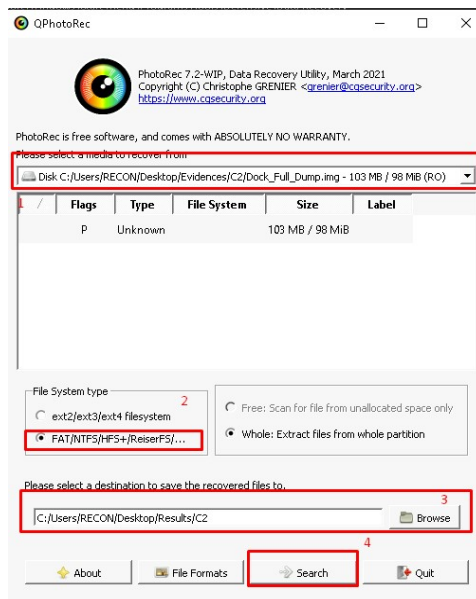 QPhotoRec
PhotoRec 7.2-WIP, Data Recovery Utility, March 2021
Copyright (C) Christophe GRENIER <grenier@cgsecurity.org>
https://www.cgsecurity.org
PhotoRec is free software, and comes with ABSOLUTELY NO WARRANTY.
Please select a media to recover from
Disk C:/Users/RECON/Desktop/Evidences/C2/Dock_Full_Dump.img - 103 MB / 98 MiB (RO)
1 / Flags Type File System Size Label
P Unknown 103 MB / 98 MiB
File System type
2
ext2/ext3/ext4 filesystem
FAT/NTFS/HFS+/ReiserFS/...
Free: Scan for file from unallocated space only
Whole: Extract files from whole partition
Please select a destination to save the recovered files to.
3
C:/Users/RECON/Desktop/Results/C2
Browse
4
About
File Formats
Search
Quit